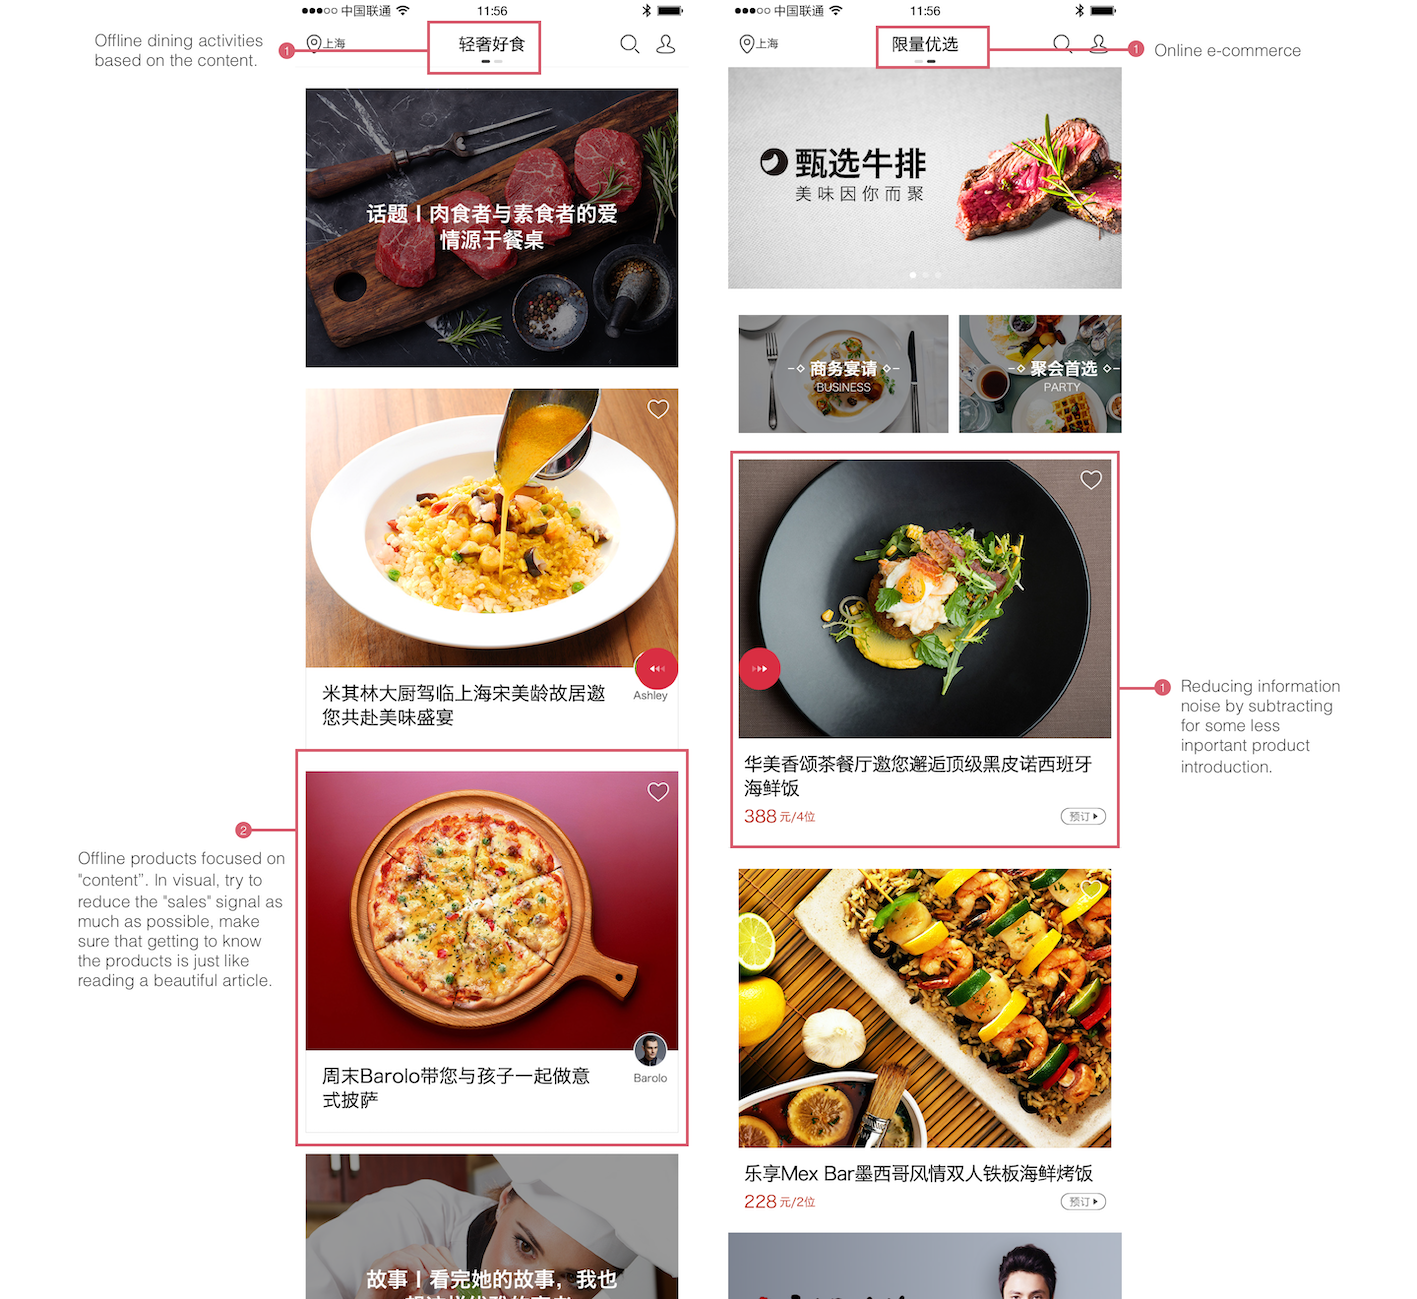 中国联通
11:56
上海
轻奢好食
1
Offline dining activities
based on the content.
话题丨肉食者与素食者的爱
情源于餐桌
米其林大厨驾临上海宋美龄故居邀
您共赴美味盛宴
Ashley
2
Offline products focused on
"content”. In visual, try to
reduce the "sales" signal as
much as possible, make
sure that getting to know
the products is just like
reading a beautiful article.
周末Barolo带您与孩子一起做意
式披萨
Barolo
故事丨看完她的故事，我也
中国联通
11:56
上海
限量优选
1
Online e-commerce
甄选牛排
美味因你而聚
商务宴请
BUSINESS
聚会首选
PARTY
华美香颂茶餐厅邀您邂逅顶级黑皮诺西班牙
海鲜饭
388 元/4位
预订
1
Reducing information
noise by subtracting
for some less
inportant product
introduction.
乐享Mex Bar墨西哥风情双人铁板海鲜烤饭
228 元/2位
预订